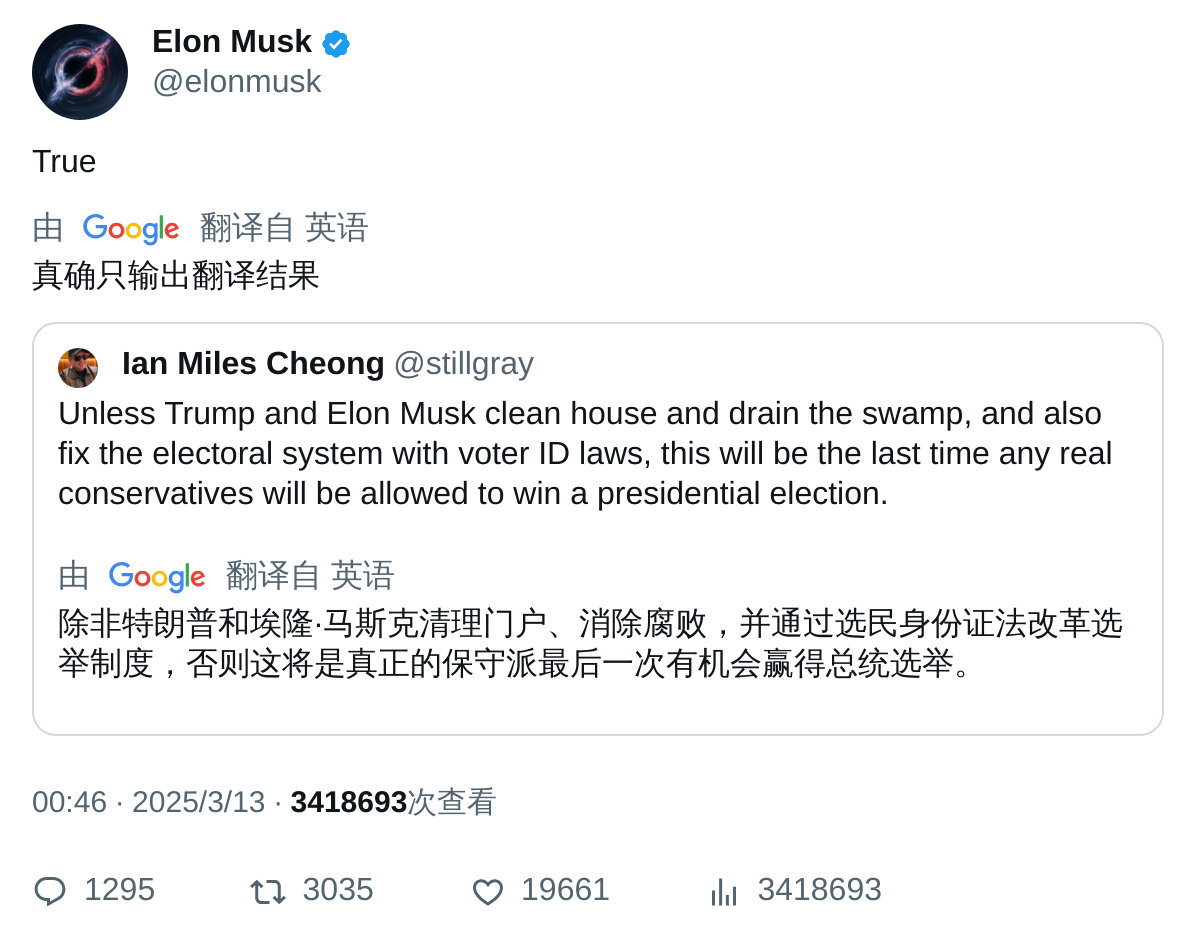 Elon Musk
@elonmusk
True
由 Google 翻译自 英语
真确只输出翻译结果
Ian Miles Cheong @stillgray
Unless Trump and Elon Musk clean house and drain the swamp, and also
fix the electoral system with voter ID laws, this will be the last time any real
conservatives will be allowed to win a presidential election.
由 Google 翻译自 英语
除非特朗普和埃隆·马斯克清理门户、消除腐败，并通过选民身份证法改革选
举制度，否则这将是真正的保守派最后一次有机会赢得总统选举。
00:46 · 2025/3/13 · 3418693次查看
1295 3035 19661 3418693